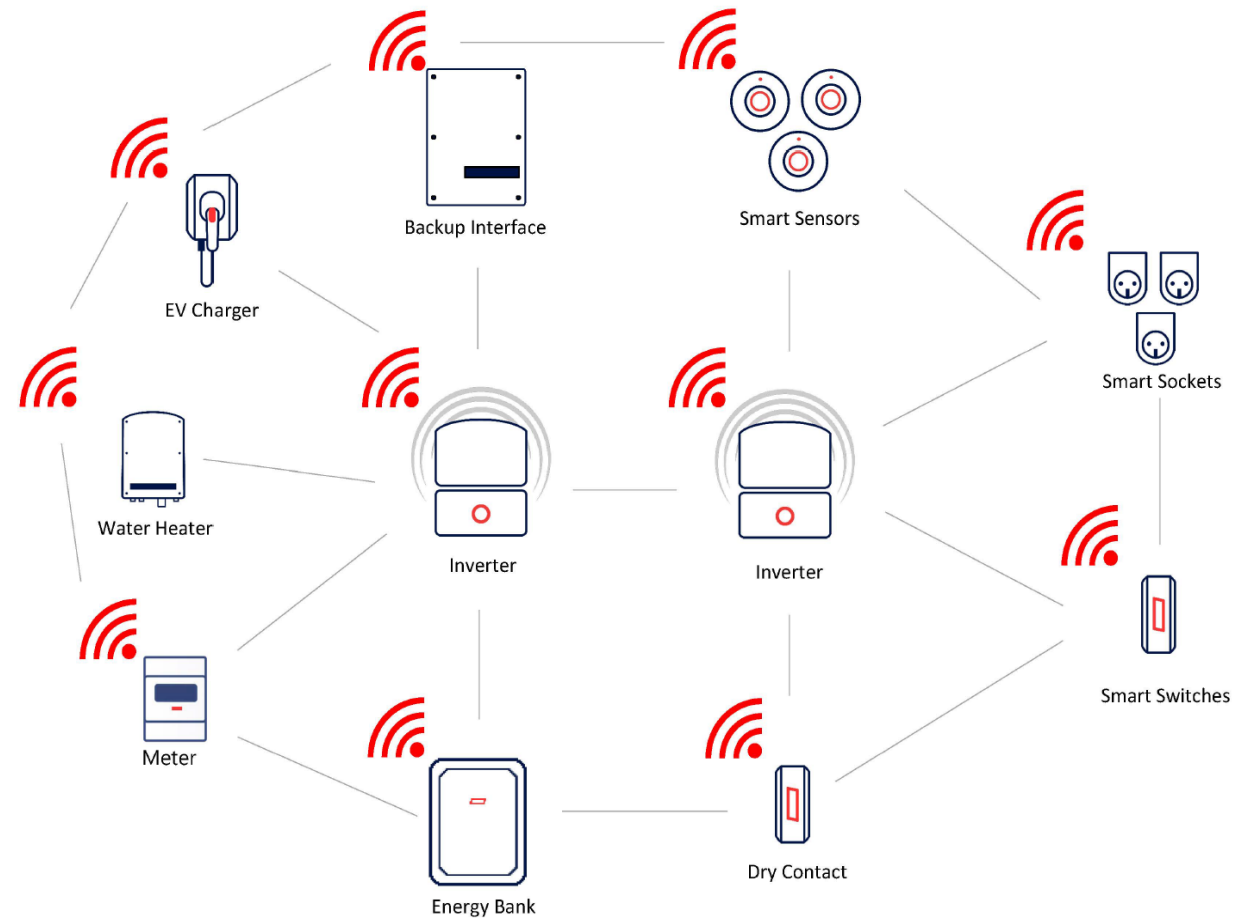 Backup Interface
Smart Sensors
EV Charger
Smart Sockets
Water Heater
Inverter
Inverter
Smart Switches
Meter
Dry Contact
Energy Bank